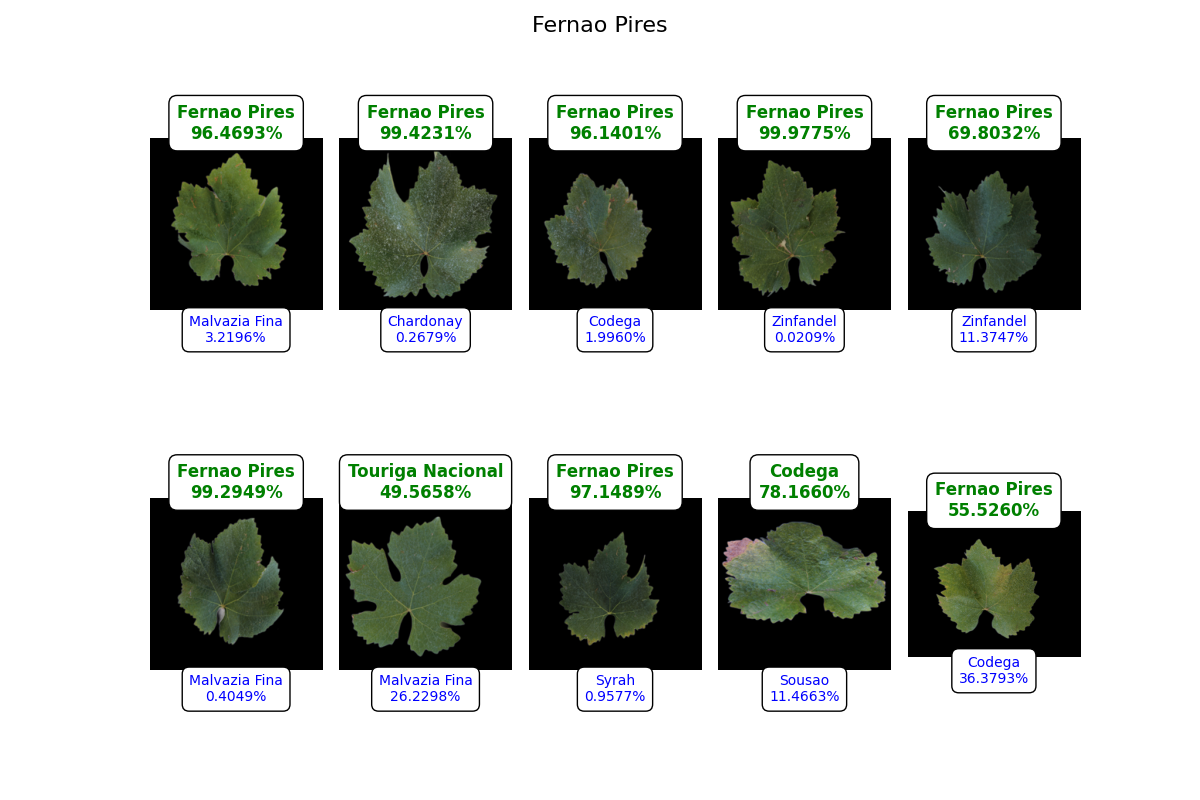 Fernao Pires
Fernao Pires
96.4693%
Fernao Pires
99.4231%
Fernao Pires
96.1401%
Fernao Pires
99.9775%
Fernao Pires
69.8032%
Malvazia Fina
3.2196%
Chardonay
0.2679%
Codega
1.9960%
Zinfandel
0.0209%
Zinfandel
11.3747%
Fernao Pires
99.2949%
Touriga Nacional
49.5658%
Fernao Pires
97.1489%
Codega
78.1660%
Fernao Pires
55.5260%
Malvazia Fina
0.4049%
Malvazia Fina
26.2298%
Syrah
0.9577%
Sousao
11.4663%
Codega
36.3793%